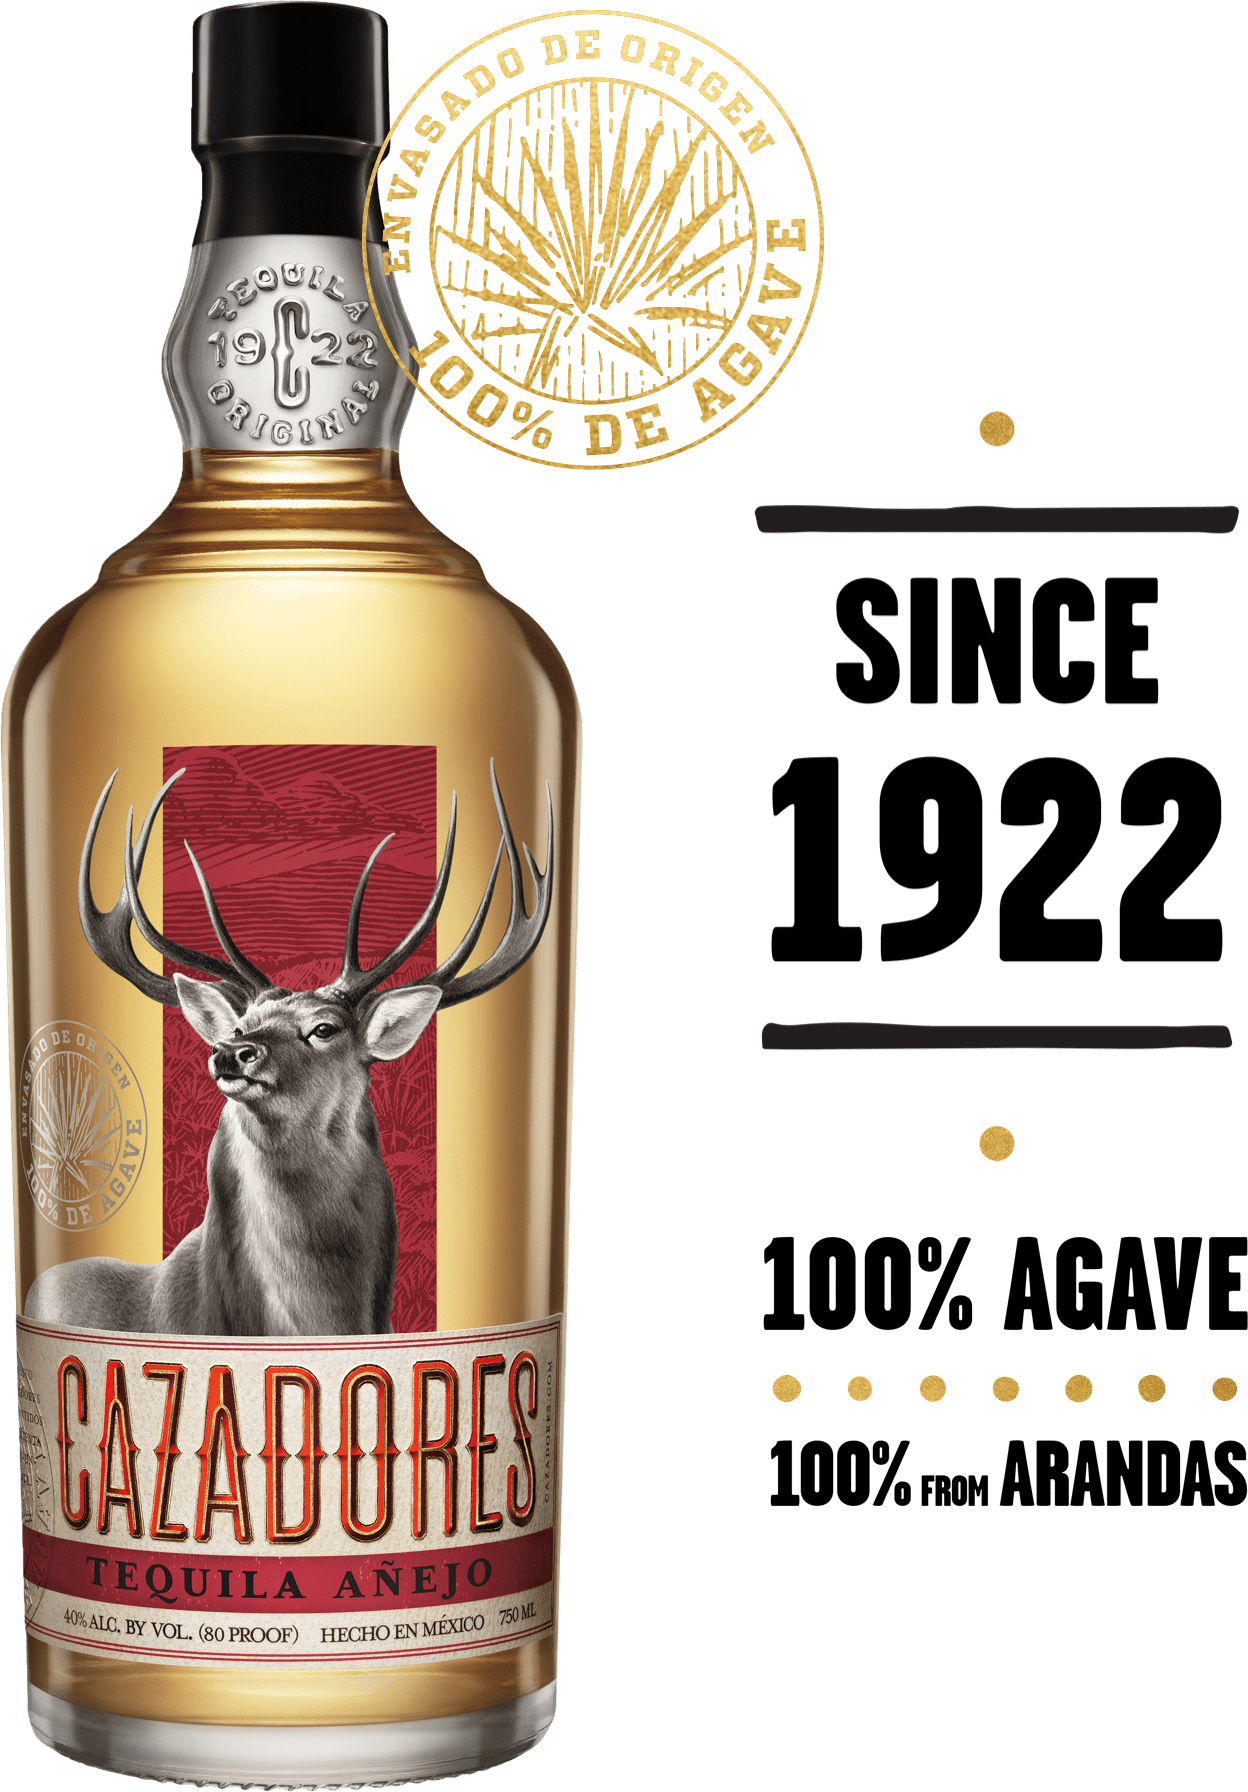 ENVASADO DE ORIGEN
100% DE AGAVE
TEQUILA
19 C 22
ORIGINAL
SINCE
1922
100% AGAVE
100% FROM ARANDAS
ENVASADO DE ORIGEN
100% DE AGAVE
CAZADORES
CAZADORES.COM
TEQUILA AÑEJO
40% ALC. BY VOL. (80 PROOF) HECHO EN MÉXICO 750 ML